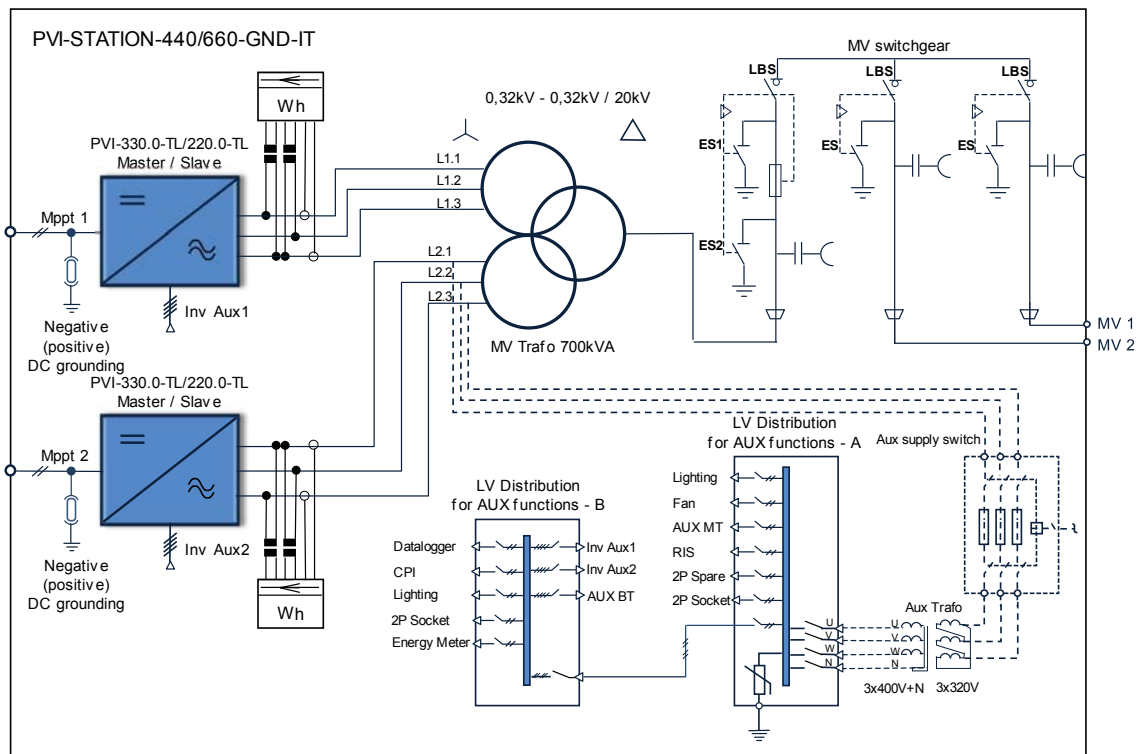 PVI-STATION-440/660-GND-IT
Wh
PVI-330.0-TL/220.0-TL
Master / Slave
Mppt 1
Inv Aux1
Negative
(positive)
DC grounding
PVI-330.0-TL/220.0-TL
Master / Slave
Mppt 2
Inv Aux2
Negative
(positive)
DC grounding
Wh
0,32kV - 0,32kV / 20kV
L1.1
L1.2
L1.3
L2.1
L2.2
L2.3
MV Trafo 700kVA
MV switchgear
LBS
LBS
LBS
ES1
ES
ES
ES2
MV 1
MV 2
LV Distribution
for AUX functions - B
Datalogger
CPI
Lighting
2P Socket
Energy Meter
Inv Aux1
Inv Aux2
AUX BT
LV Distribution
for AUX functions - A
Lighting
Fan
AUX MT
RIS
2P Spare
2P Socket
U
V
W
N
Aux supply switch
Aux Trafo
U
V
W
N
3x400V+N
3x320V